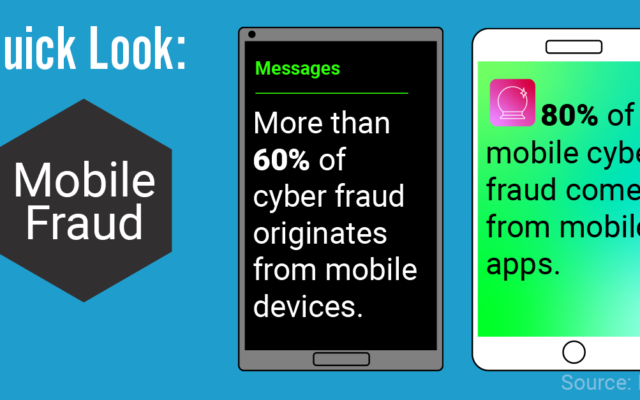 uick Look:
Mobile
Fraud
Messages
More than
60% of
cyber fraud
originates
from mobile
devices.
80% of
mobile cybe
fraud come
from mobile
apps.
Source: